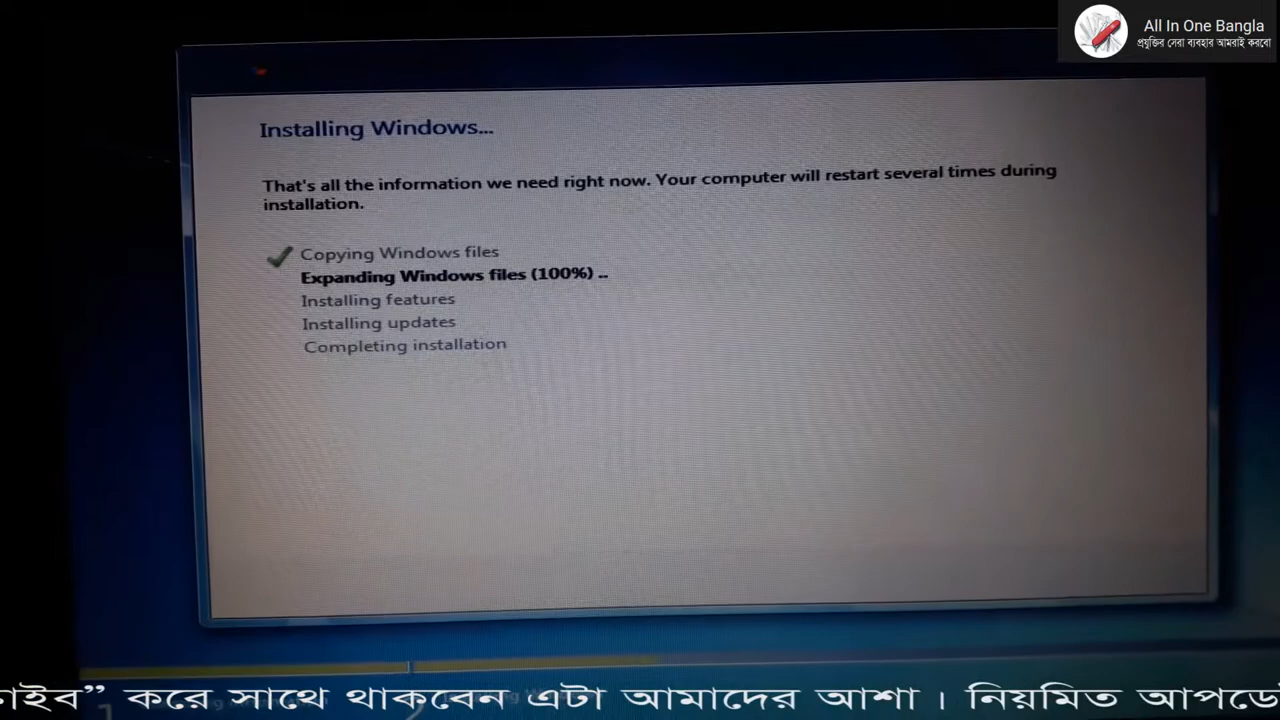 All In One Bangla
প্রযুক্তির সেরা ব্যবহার আমরাই করবো
Installing Windows...
That's all the information we need right now. Your computer will restart several times during
installation.
Copying Windows files
Expanding Windows files (100%) ..
Installing features
Installing updates
Completing installation
করে সাথে থাকবেন এটা আমাদের আশা । নিয়মিত